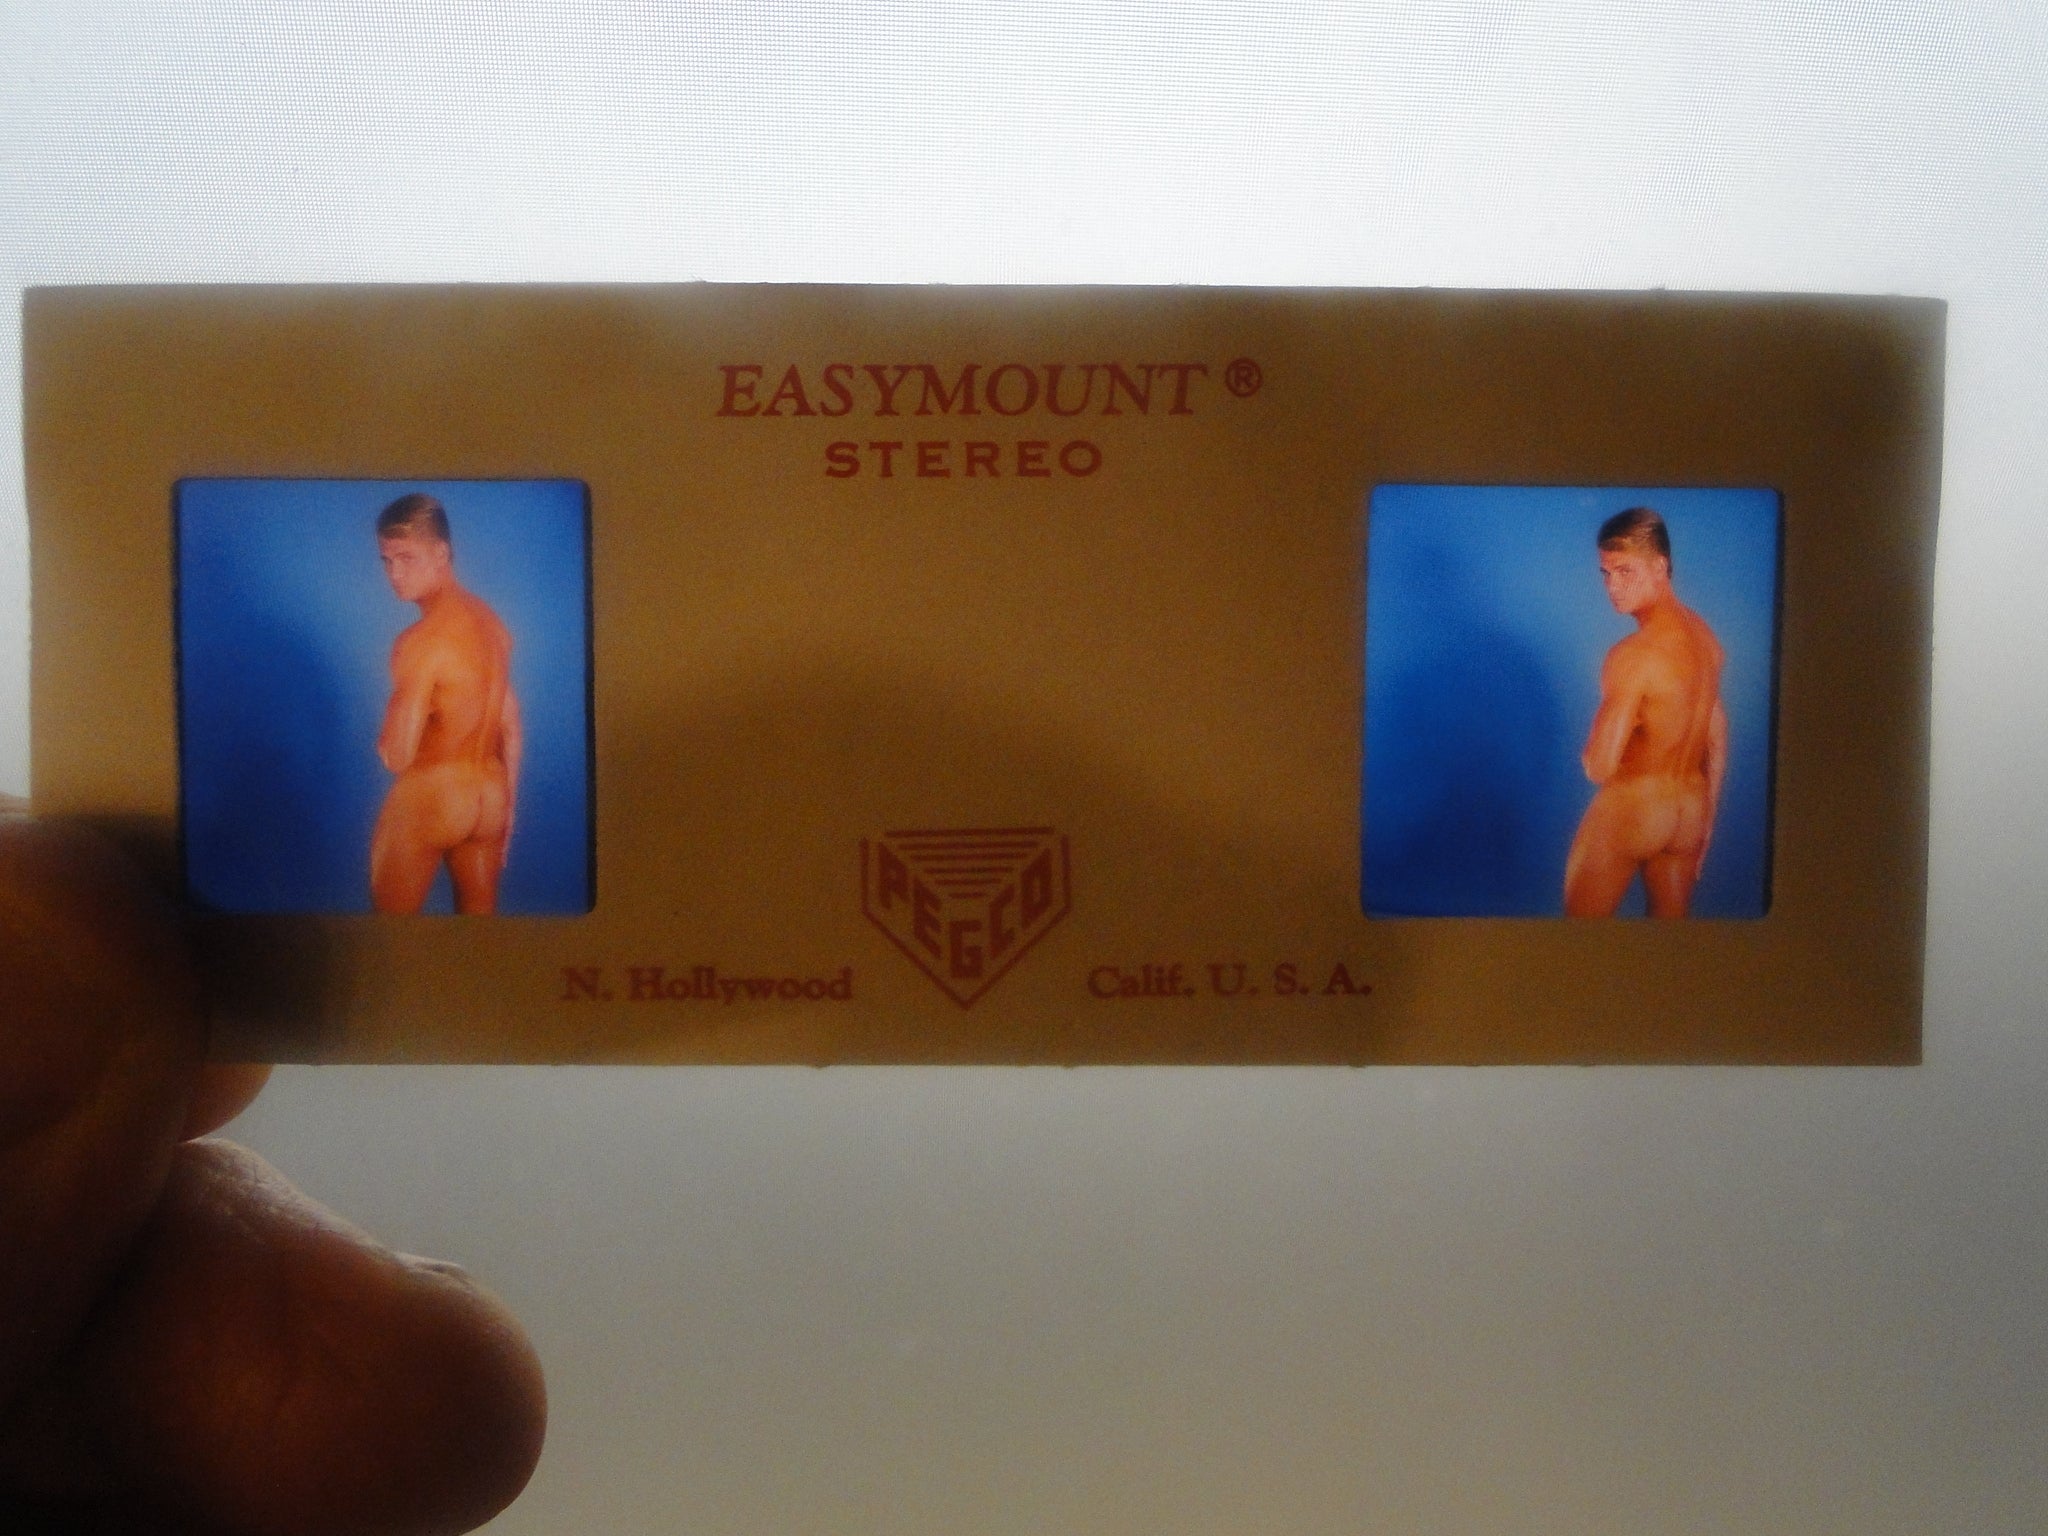 EASYMOUNT ®
STEREO
PEGCO
N. Hollywood Calif. U. S. A.